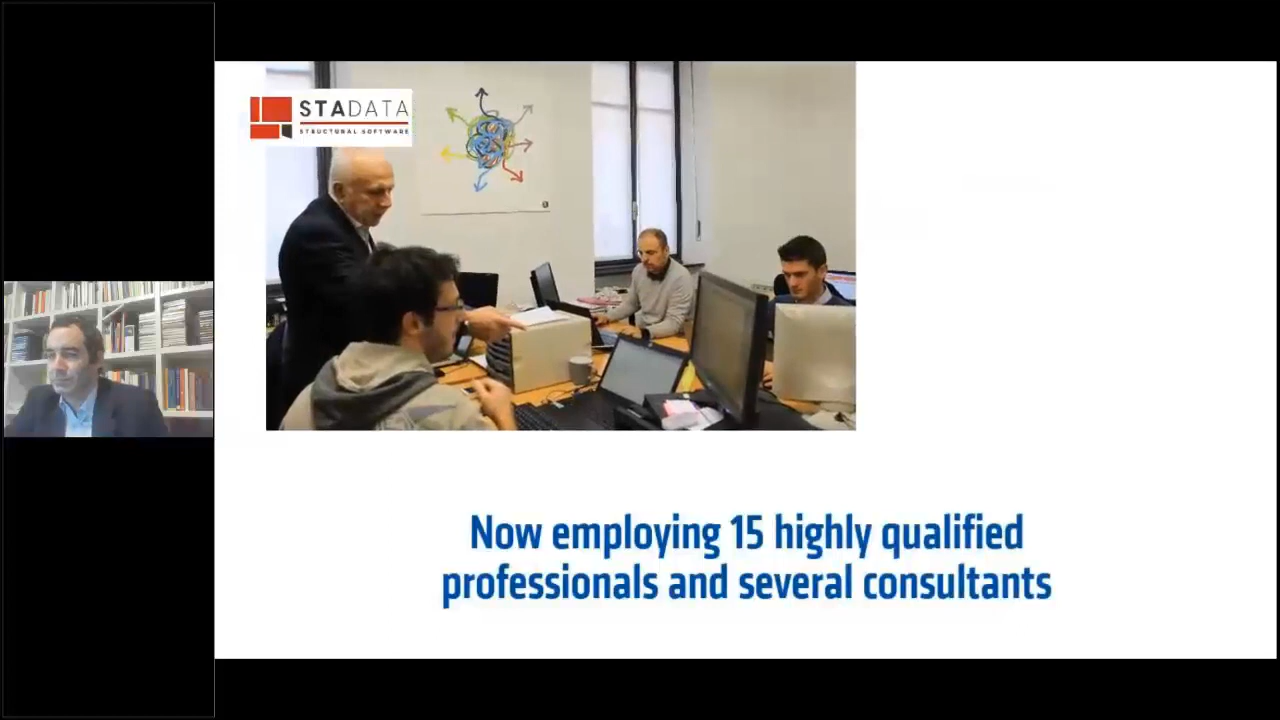 STADATA
STRUCTURAL SOFTWARE
Now employing 15 highly qualified
professionals and several consultants